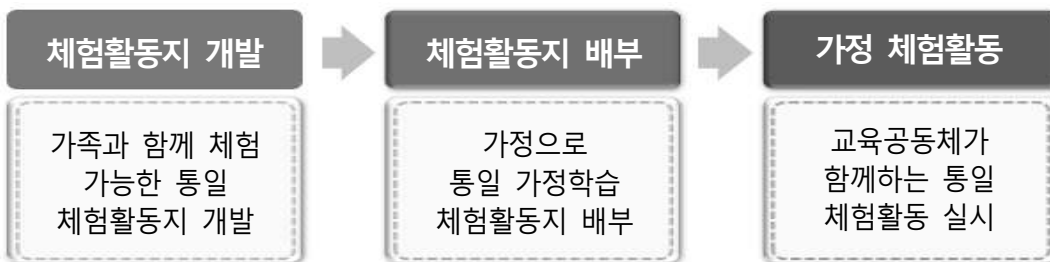 체험활동지 개발
가족과 함께 체험
가능한 통일
체험활동지 개발
체험활동지 배부
가정으로
통일 가정학습
체험활동지 배부
가정 체험활동
교육공동체가
함께하는 통일
체험활동 실시